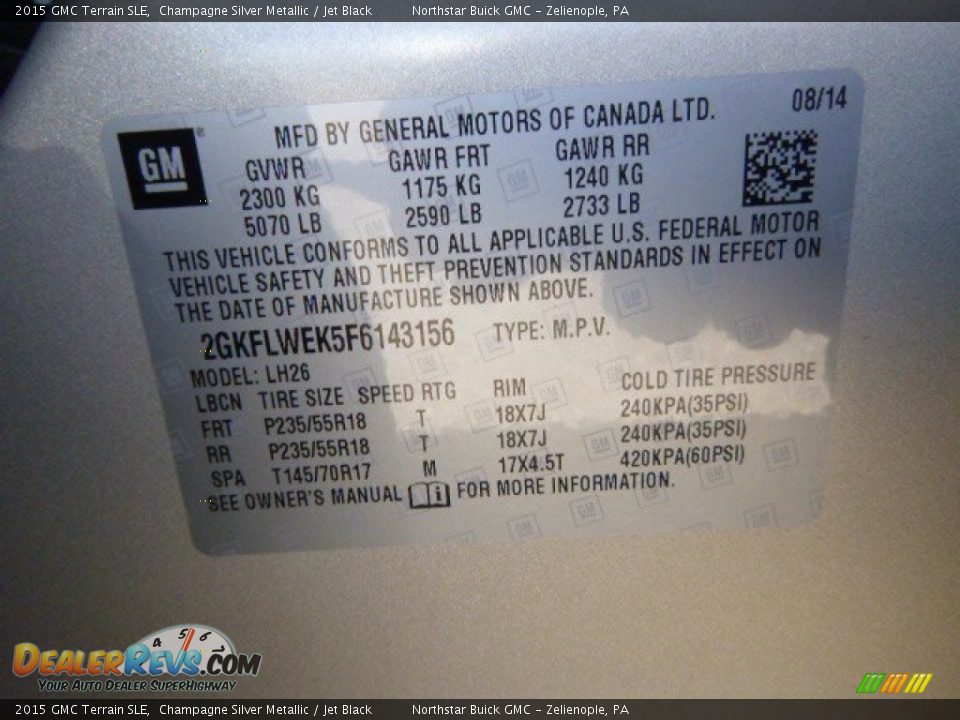 2015 GMC Terrain SLE, Champagne Silver Metallic / Jet Black Northstar Buick GMC - Zelienople, PA
08/14
GM
MFD BY GENERAL MOTORS OF CANADA LTD.
GVWR GAWR FRT GAWR RR
2300 KG 1175 KG 1240 KG
5070 LB 2590 LB 2733 LB
THIS VEHICLE CONFORMS TO ALL APPLICABLE U.S. FEDERAL MOTOR
VEHICLE SAFETY AND THEFT PREVENTION STANDARDS IN EFFECT ON
THE DATE OF MANUFACTURE SHOWN ABOVE.
2GKFLWEK5F6143156 TYPE: M.P.V.
MODEL: LH26
LBCN TIRE SIZE SPEED RTG RIM COLD TIRE PRESSURE
FRT P235/55R18 T 18X7J 240KPA(35PSI)
RR P235/55R18 T 18X7J 240KPA(35PSI)
SPA T145/70R17 M 17X4.5T 420KPA(60PSI)
SEE OWNER'S MANUAL i FOR MORE INFORMATION.
4 5 6
DEALERREVS.COM
YOUR AUTO DEALER SUPERHIGHWAY
2015 GMC Terrain SLE, Champagne Silver Metallic / Jet Black Northstar Buick GMC - Zelienople, PA